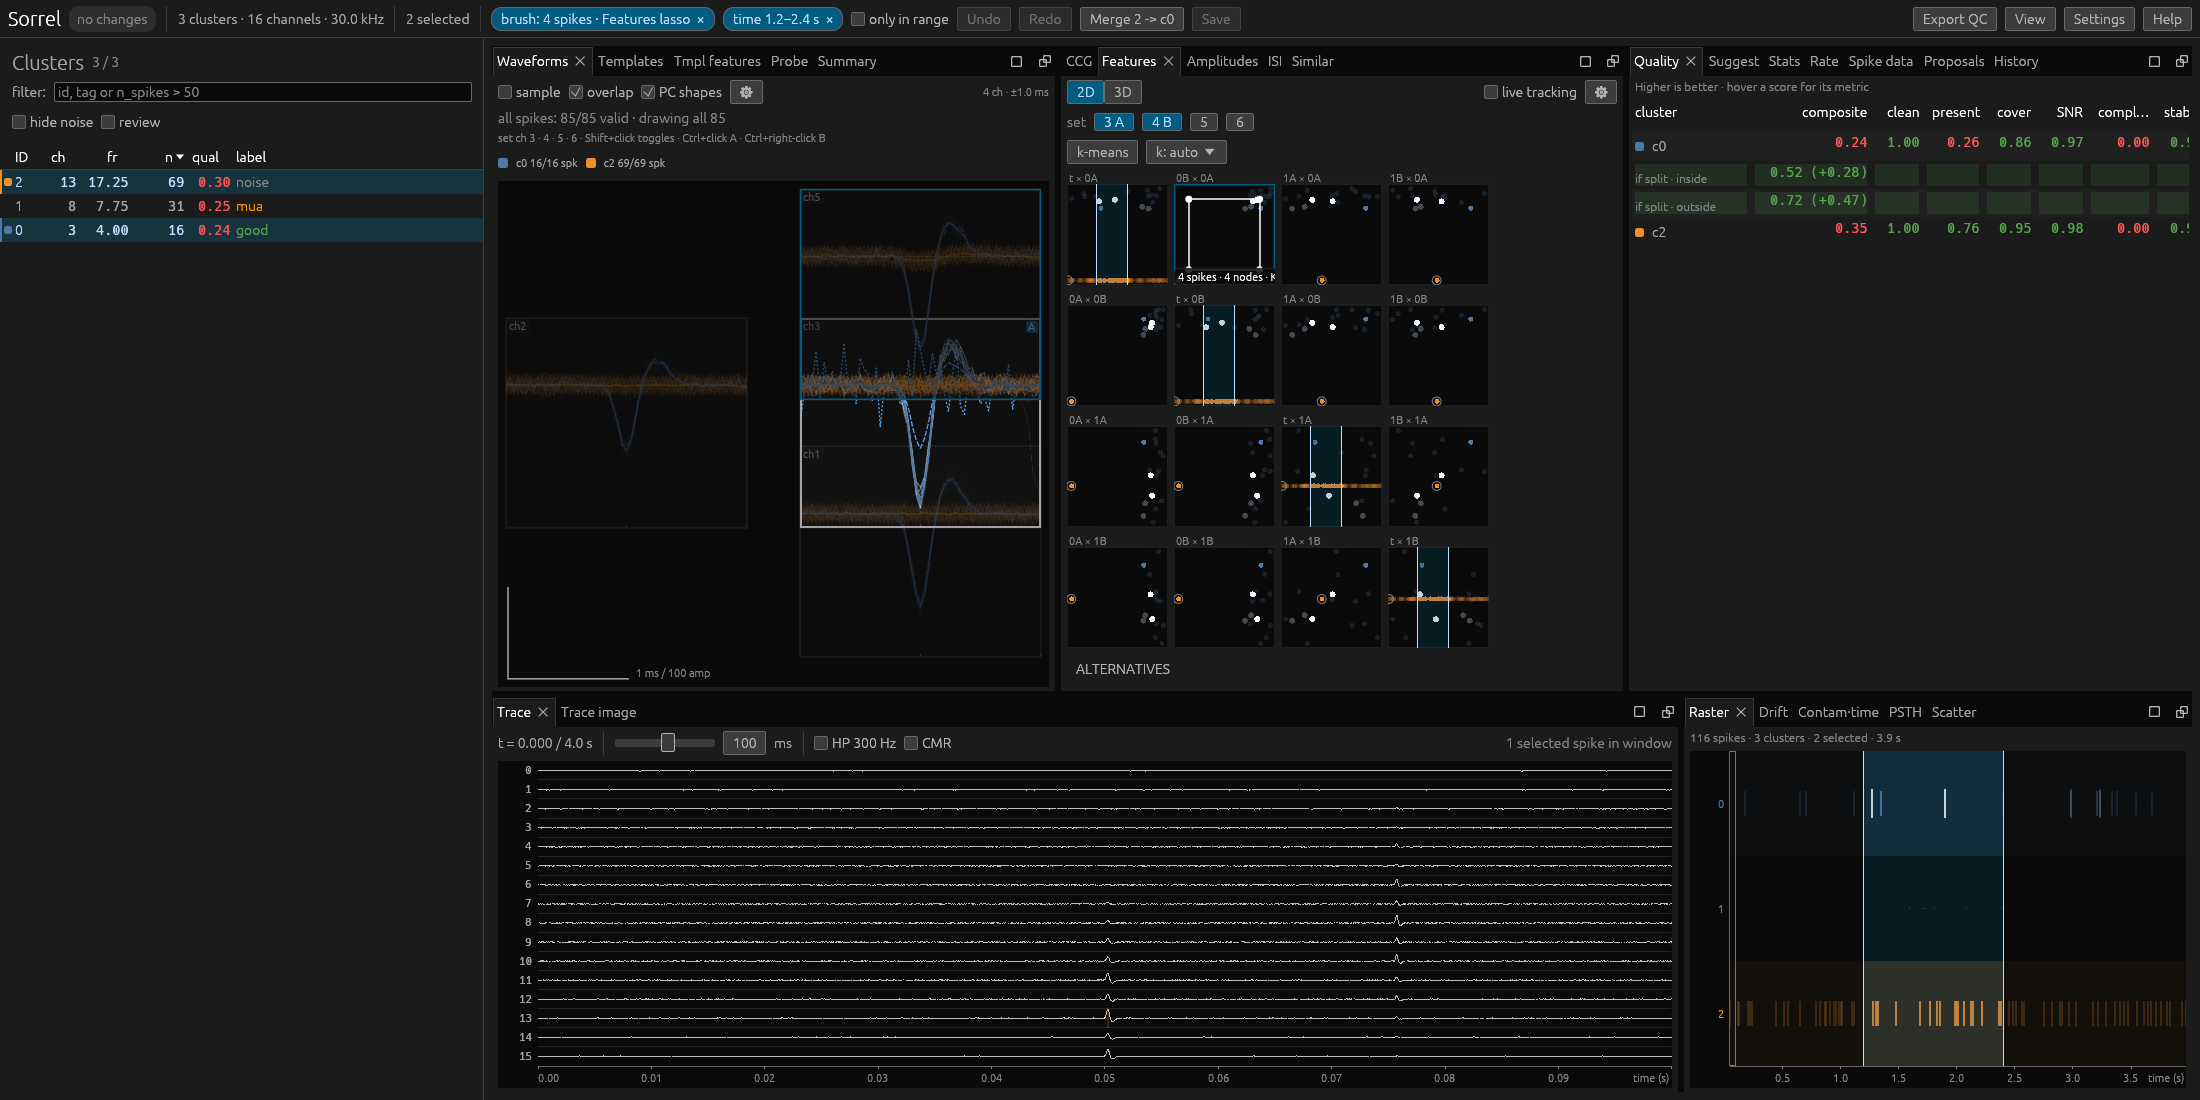 Sorrel no changes 3 clusters · 16 channels · 30.0 kHz 2 selected brush: 4 spikes · Features lasso × time 1.2–2.4 s × only in range Undo Redo Merge 2 -> c0 Save Export QC View Settings Help
Clusters 3 / 3
filter: id, tag or n_spikes > 50
hide noise review
ID ch fr n▼ qual label
2 13 17.25 69 0.30 noise
1 8 7.75 31 0.25 mua
0 3 4.00 16 0.24 good
Waveforms Templates Tmpl features Probe Summary
sample overlap PC shapes 4 ch · ±1.0 ms
all spikes: 85/85 valid · drawing all 85
set ch 3 · 4 · 5 · 6 · Shift+click toggles · Ctrl+click A · Ctrl+right-click B
c0 16/16 spk c2 69/69 spk
ch5
ch2
ch3 A
ch1
1 ms / 100 amp
CCG Features Amplitudes ISI Similar
2D 3D live tracking
set 3 A 4 B 5 6
k-means k: auto ▼
t × 0A 0B × 0A 1A × 0A 1B × 0A
4 spikes · 4 nodes ·
0A × 0B t × 0B 1A × 0B 1B × 0B
0A × 1A 0B × 1A t × 1A 1B × 1A
0A × 1B 0B × 1B 1A × 1B t × 1B
ALTERNATIVES
Quality Suggest Stats Rate Spike data Proposals History
Higher is better · hover a score for its metric
cluster composite clean present cover SNR compl... stab
c0 0.24 1.00 0.26 0.86 0.97 0.00
if split · inside 0.52 (+0.28)
if split · outside 0.72 (+0.47)
c2 0.35 1.00 0.76 0.95 0.98 0.00
Trace Trace image
t = 0.000 / 4.0 s 100 ms HP 300 Hz CMR 1 selected spike in window
0
1
2
3
4
5
6
7
8
9
10
11
12
13
14
15
0.00 0.01 0.02 0.03 0.04 0.05 0.06 0.07 0.08 0.09 time (s)
Raster Drift Contam·time PSTH Scatter
116 spikes · 3 clusters · 2 selected · 3.9 s
0
1
2
0.5 1.0 1.5 2.0 2.5 3.0 3.5 time (s)